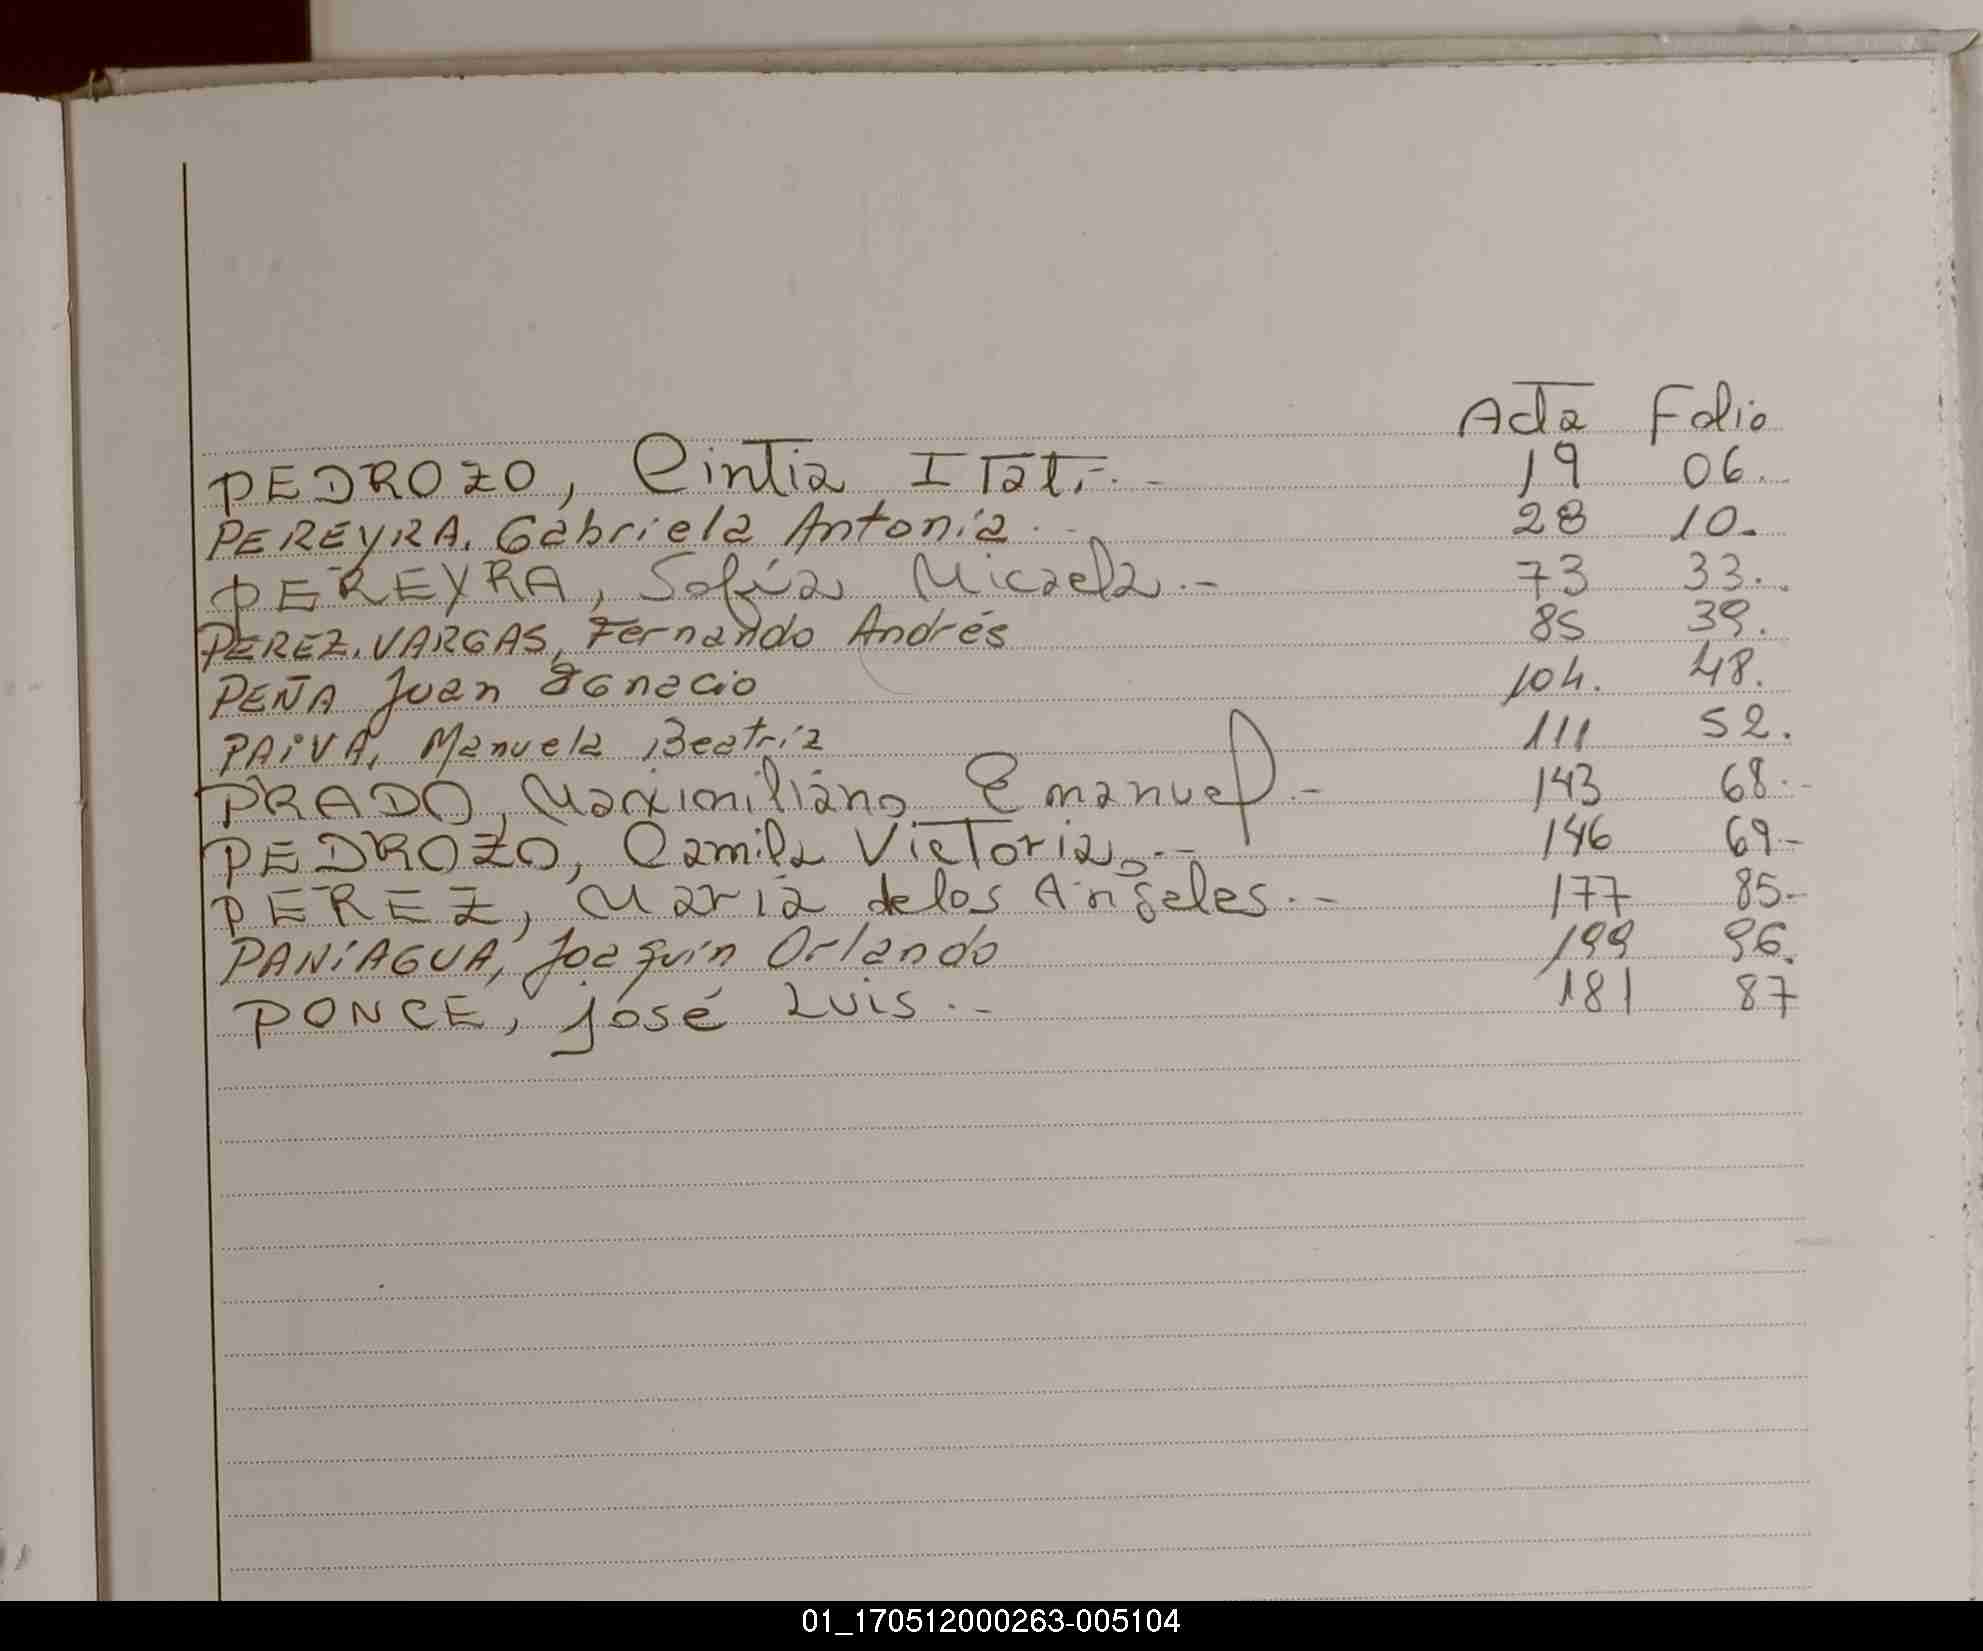 Acta Folio
PEDROZO, Cintia Itatí.- 19 06.
PEREYRA, Gabriela Antonia.- 28 10.
PEREYRA, Sofía Micaela.- 73 33.
PEREZ, VARGAS, Fernando Andrés 85 39.
PEÑA Juan Ignacio 104. 48.
PAIVA, Manuela Beatriz 111 52.
PRADO, Maximiliano Emanuel.- 143 68.-
PEDROZO, Camila Victoria.- 146 69-
PEREZ, Maria de los Angeles.- 177 85-
PANIAGUA, Joaquín Orlando 199 96.
PONCE, José Luis.- 181 87
01_170512000263-005104